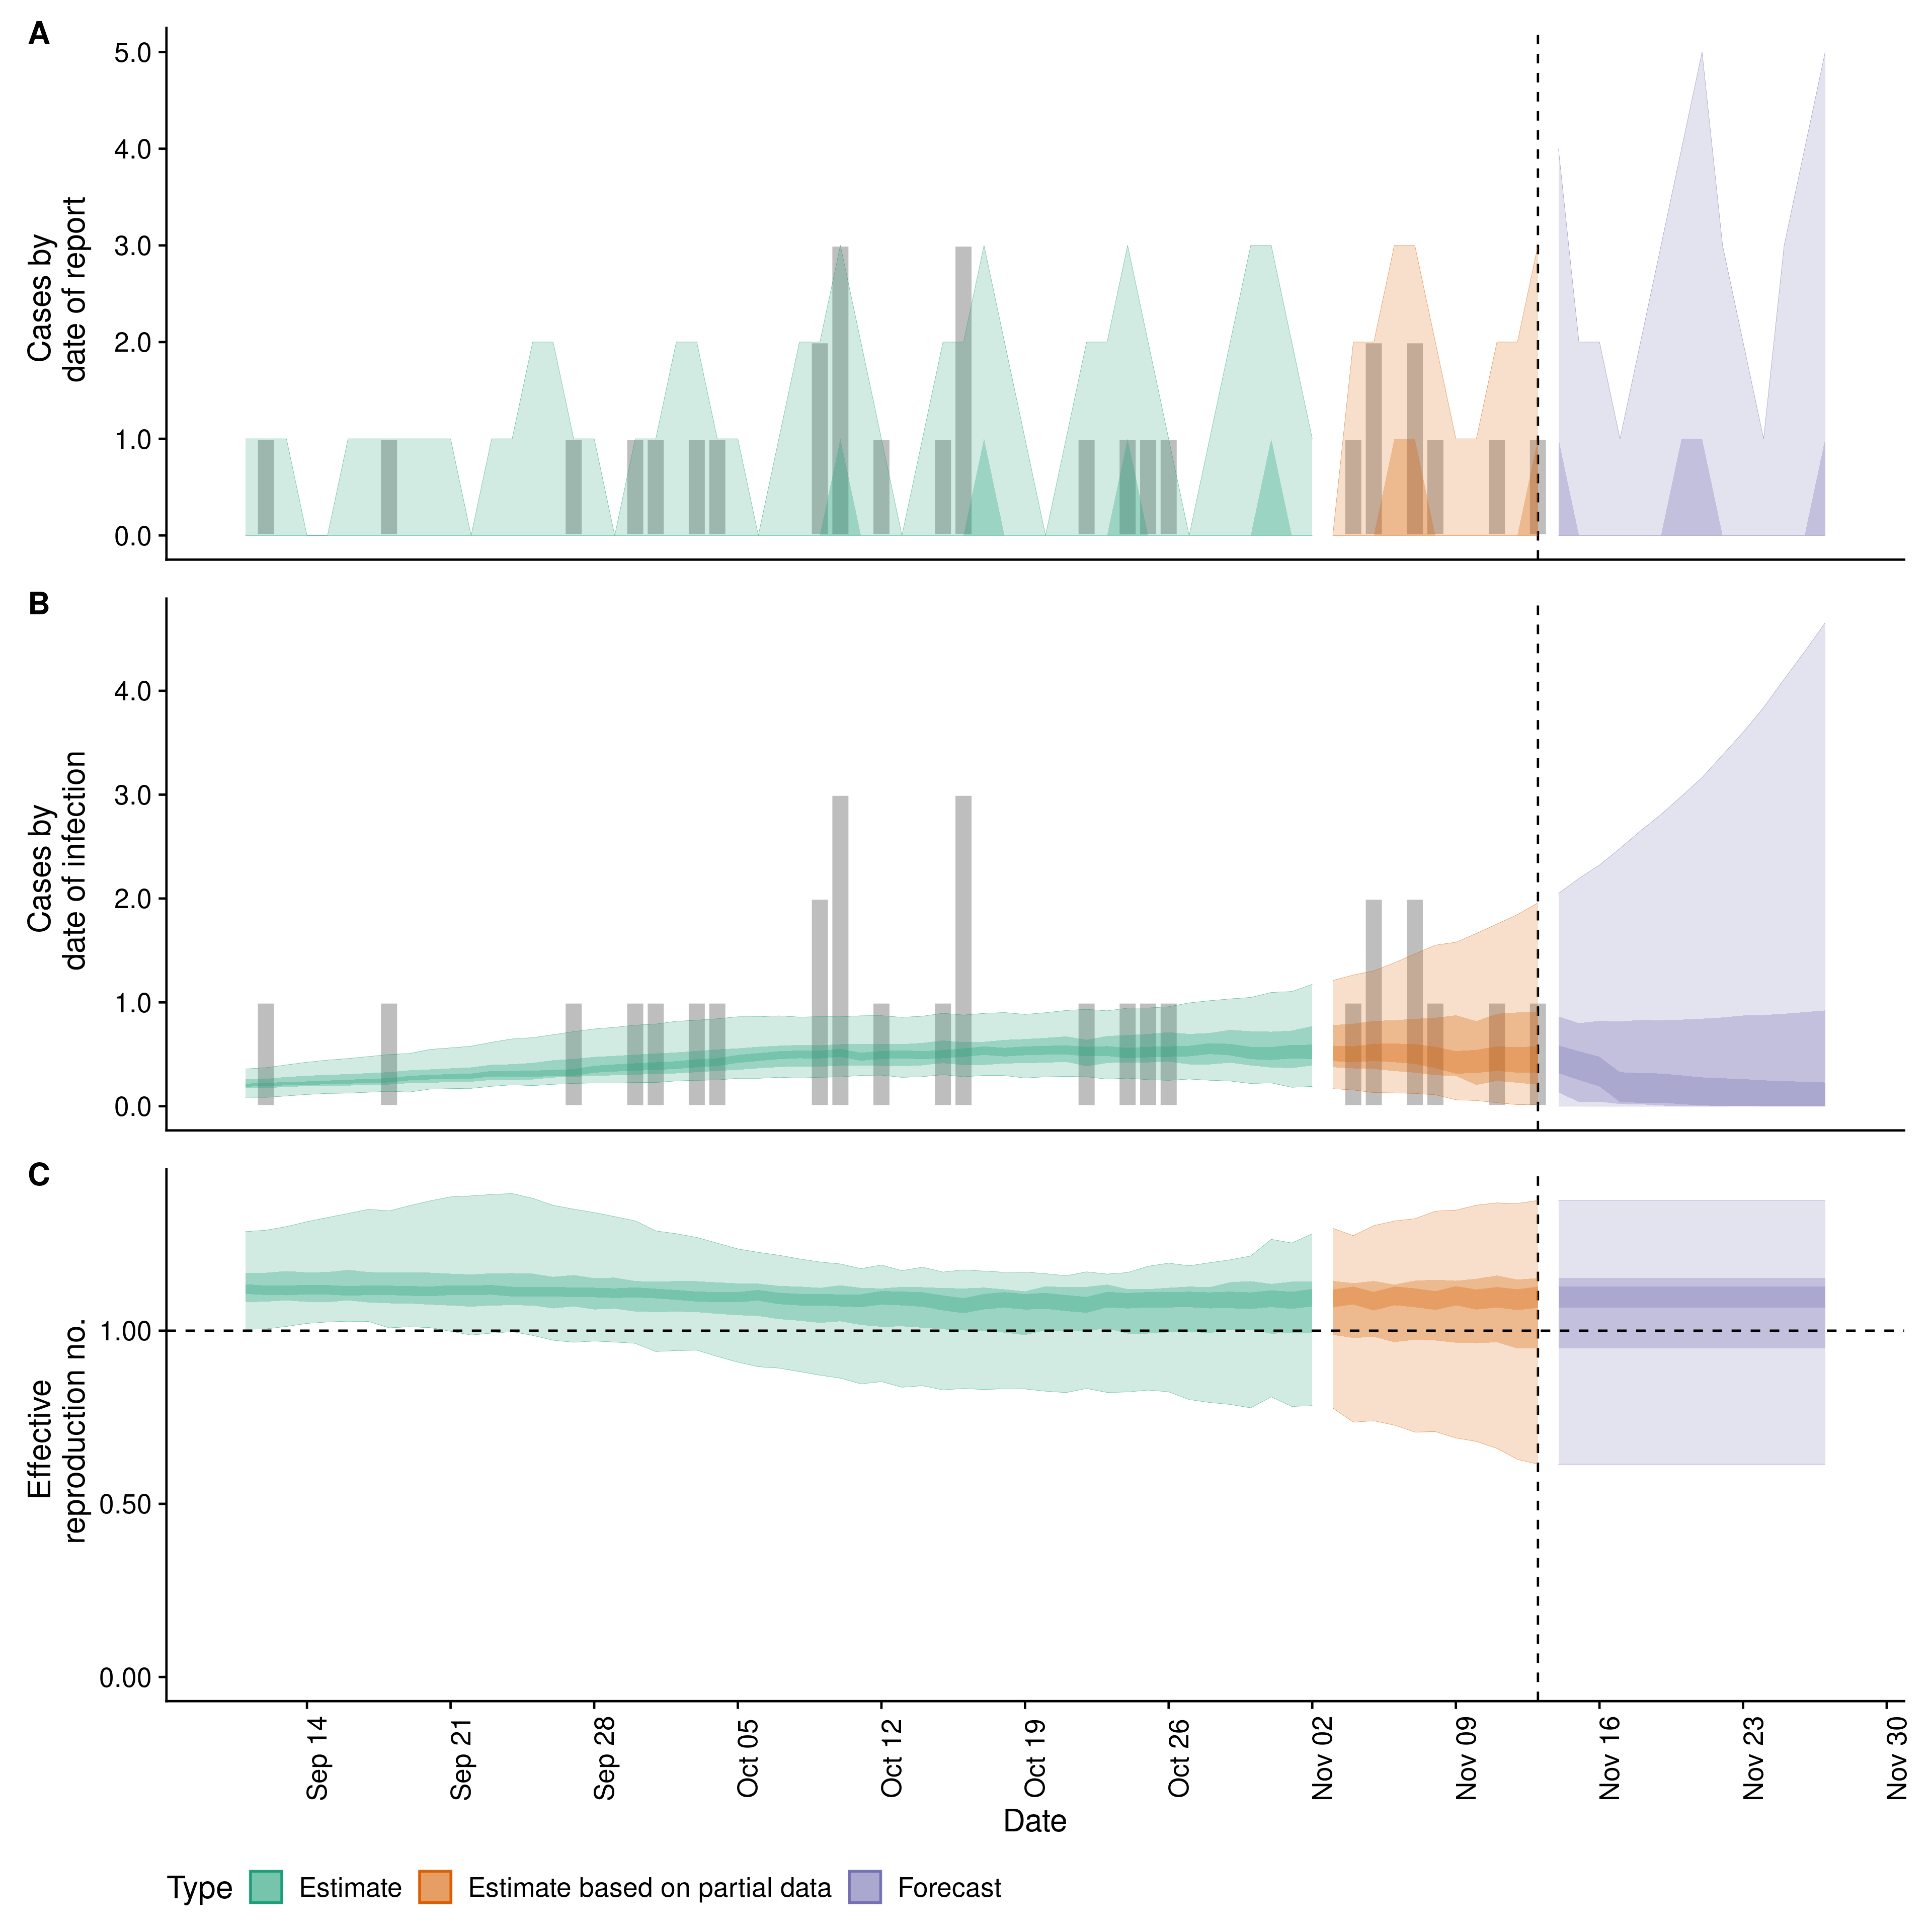 A
Cases by
date of report
5.0
4.0
3.0
2.0
1.0
0.0
B
Cases by
date of infection
4.0
3.0
2.0
1.0
0.0
C
Effective
reproduction no.
1.00
0.50
0.00
Sep 14
Sep 21
Sep 28
Oct 05
Oct 12
Oct 19
Oct 26
Nov 02
Nov 09
Nov 16
Nov 23
Nov 30
Date
Type Estimate Estimate based on partial data Forecast